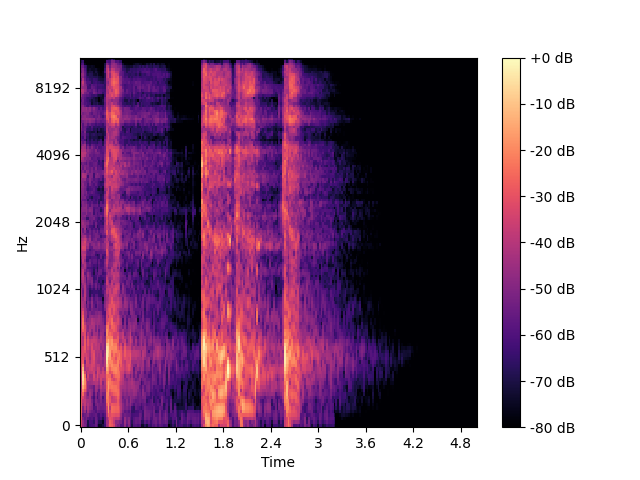 +0 dB
8192
-10 dB
4096
-20 dB
-30 dB
2048
Hz
-40 dB
1024
-50 dB
-60 dB
512
-70 dB
0
-80 dB
0 0.6 1.2 1.8 2.4 3 3.6 4.2 4.8
Time